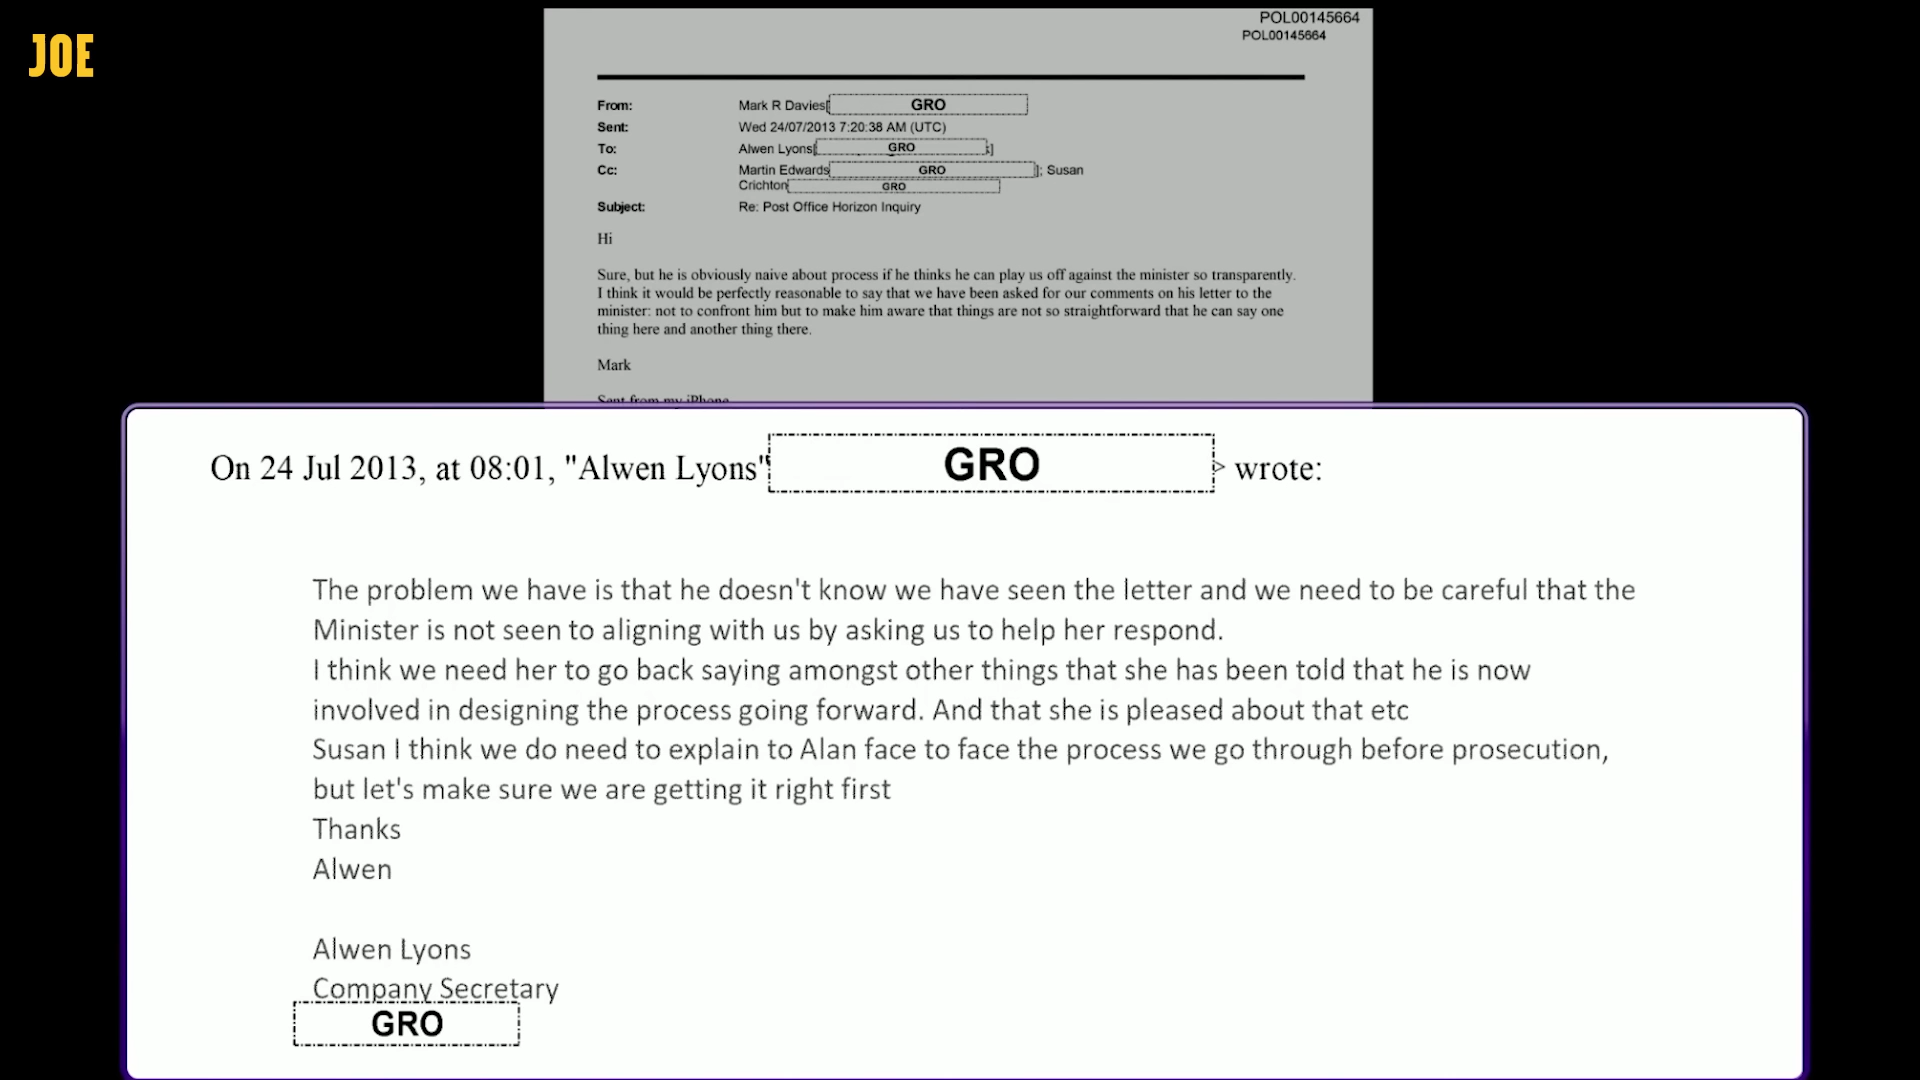 JOE
POL00145664
POL00145664
From: Mark R Davies[ GRO
Sent: Wed 24/07/2013 7:20:38 AM (UTC)
To: Alwen Lyons[ GRO s]
Cc: Martin Edwards GRO ]; Susan
Crichton GRO
Subject: Re: Post Office Horizon Inquiry
Hi
Sure, but he is obviously naive about process if he thinks he can play us off against the minister so transparently.
I think it would be perfectly reasonable to say that we have been asked for our comments on his letter to the
minister: not to confront him but to make him aware that things are not so straightforward that he can say one
thing here and another thing there.
Mark
Sent from my iPhone
On 24 Jul 2013, at 08:01, "Alwen Lyons" GRO > wrote:
The problem we have is that he doesn't know we have seen the letter and we need to be careful that the
Minister is not seen to aligning with us by asking us to help her respond.
I think we need her to go back saying amongst other things that she has been told that he is now
involved in designing the process going forward. And that she is pleased about that etc
Susan I think we do need to explain to Alan face to face the process we go through before prosecution,
but let's make sure we are getting it right first
Thanks
Alwen
Alwen Lyons
Company Secretary
GRO